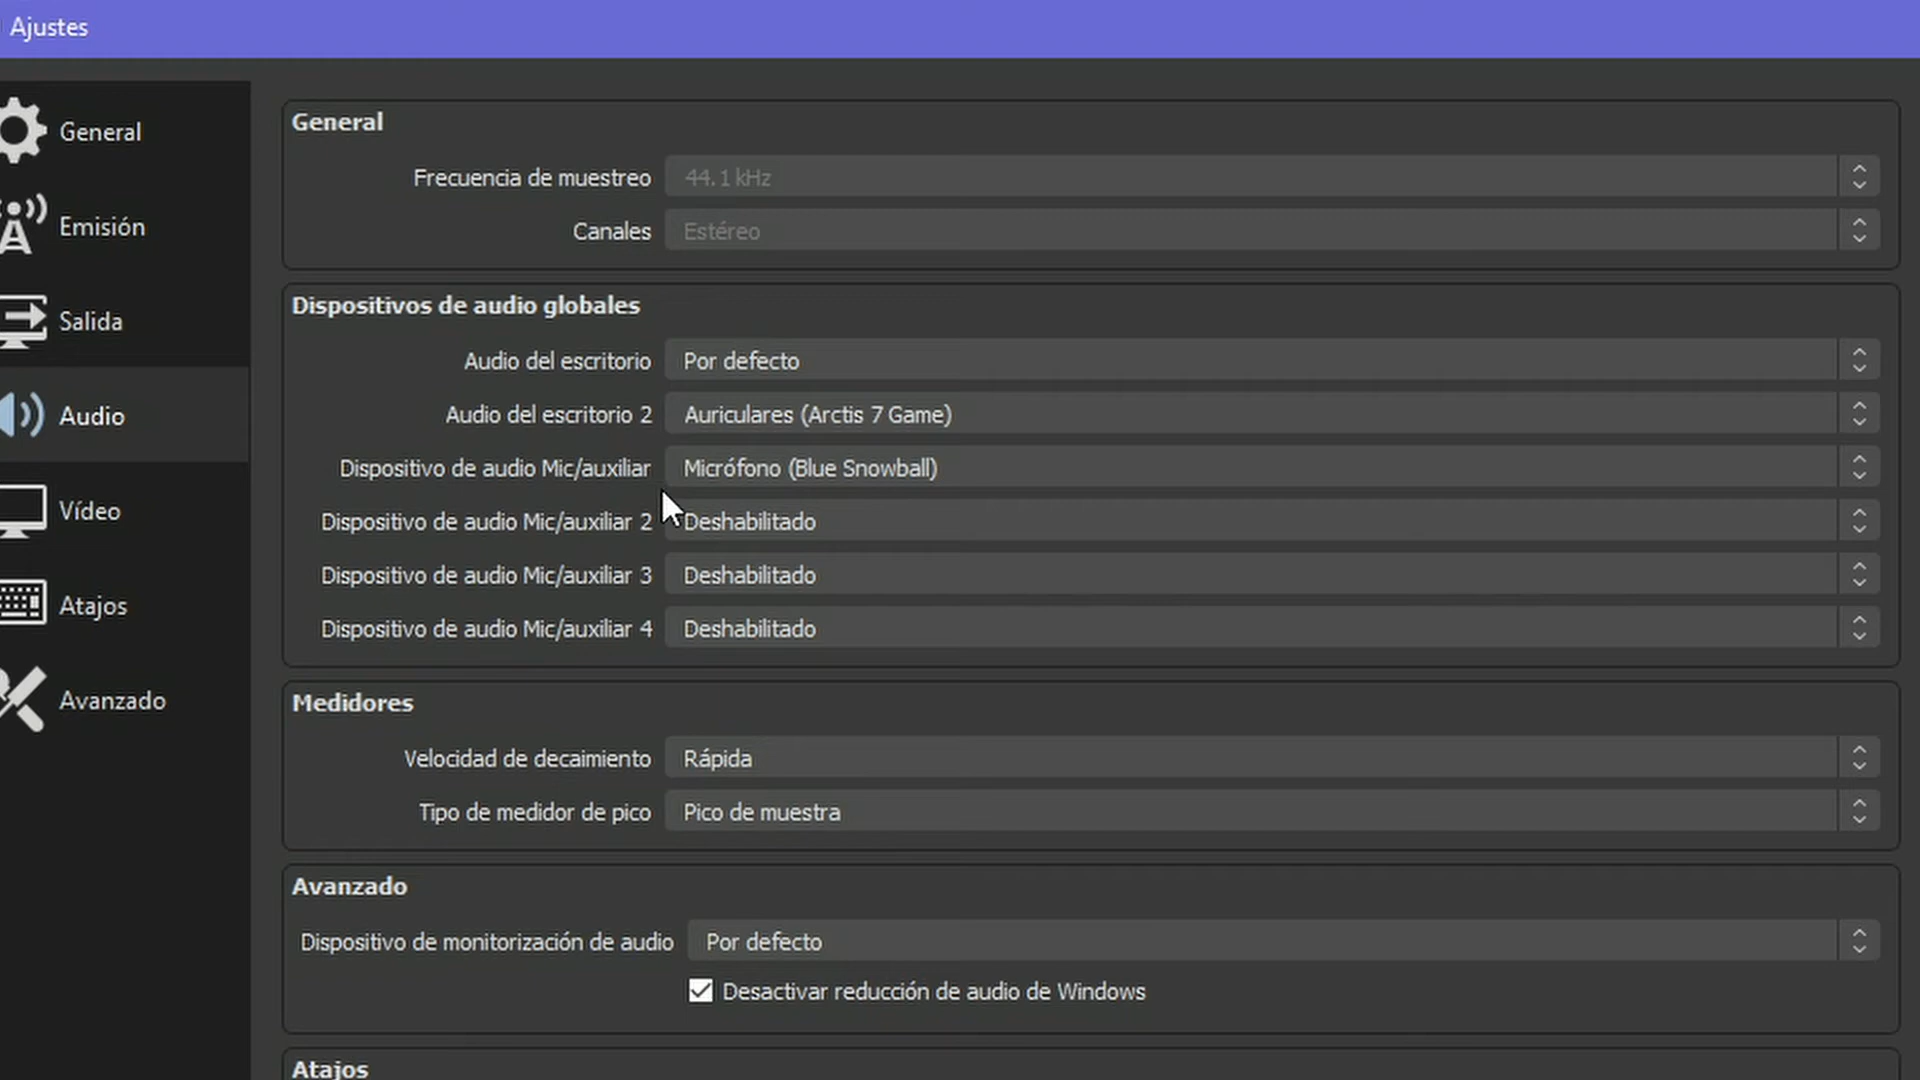 Ajustes
General
Emisión
Salida
Audio
Vídeo
Atajos
Avanzado
General
Frecuencia de muestreo 44.1 kHz
Canales Estéreo
Dispositivos de audio globales
Audio del escritorio Por defecto
Audio del escritorio 2 Auriculares (Arctis 7 Game)
Dispositivo de audio Mic/auxiliar Micrófono (Blue Snowball)
Dispositivo de audio Mic/auxiliar 2 Deshabilitado
Dispositivo de audio Mic/auxiliar 3 Deshabilitado
Dispositivo de audio Mic/auxiliar 4 Deshabilitado
Medidores
Velocidad de decaimiento Rápida
Tipo de medidor de pico Pico de muestra
Avanzado
Dispositivo de monitorización de audio Por defecto
Desactivar reducción de audio de Windows
Atajos